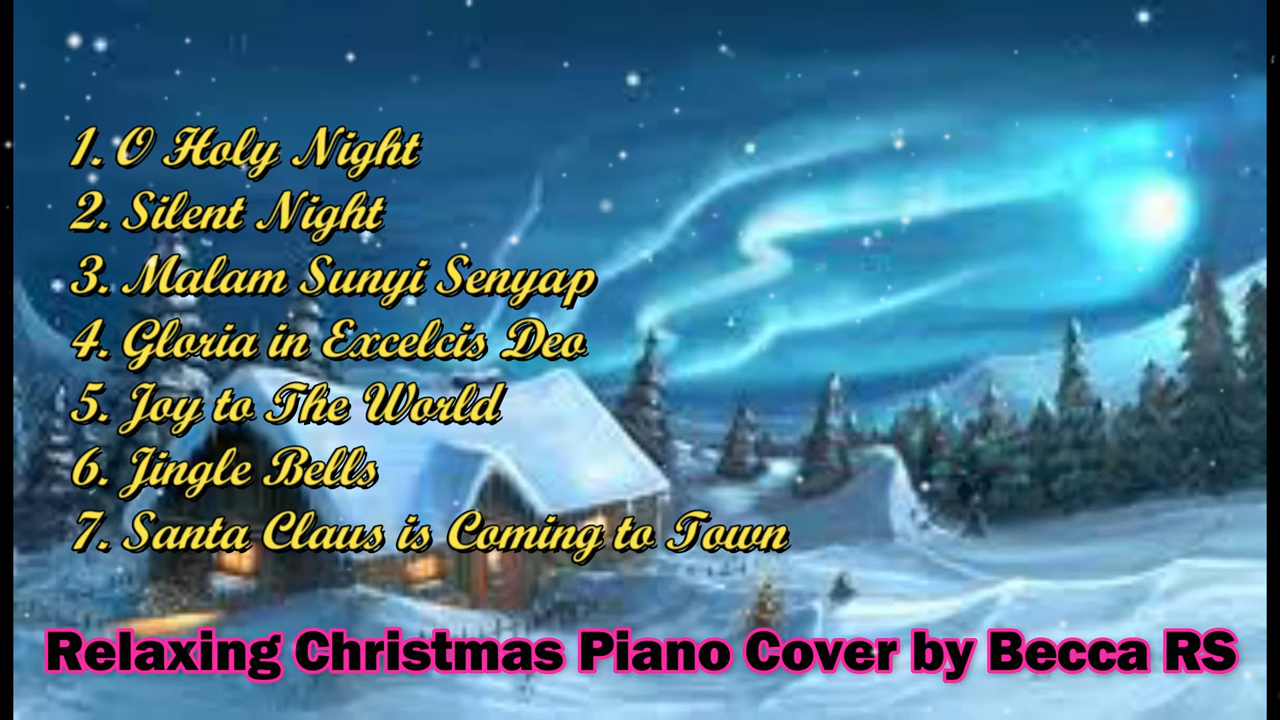 1. O Holy Night
2. Silent Night
3. Malam Sunyi Senyap
4. Gloria in Excelcis Deo
5. Joy to The World
6. Jingle Bells
7. Santa Claus is Coming to Town
Relaxing Christmas Piano Cover by Becca RS